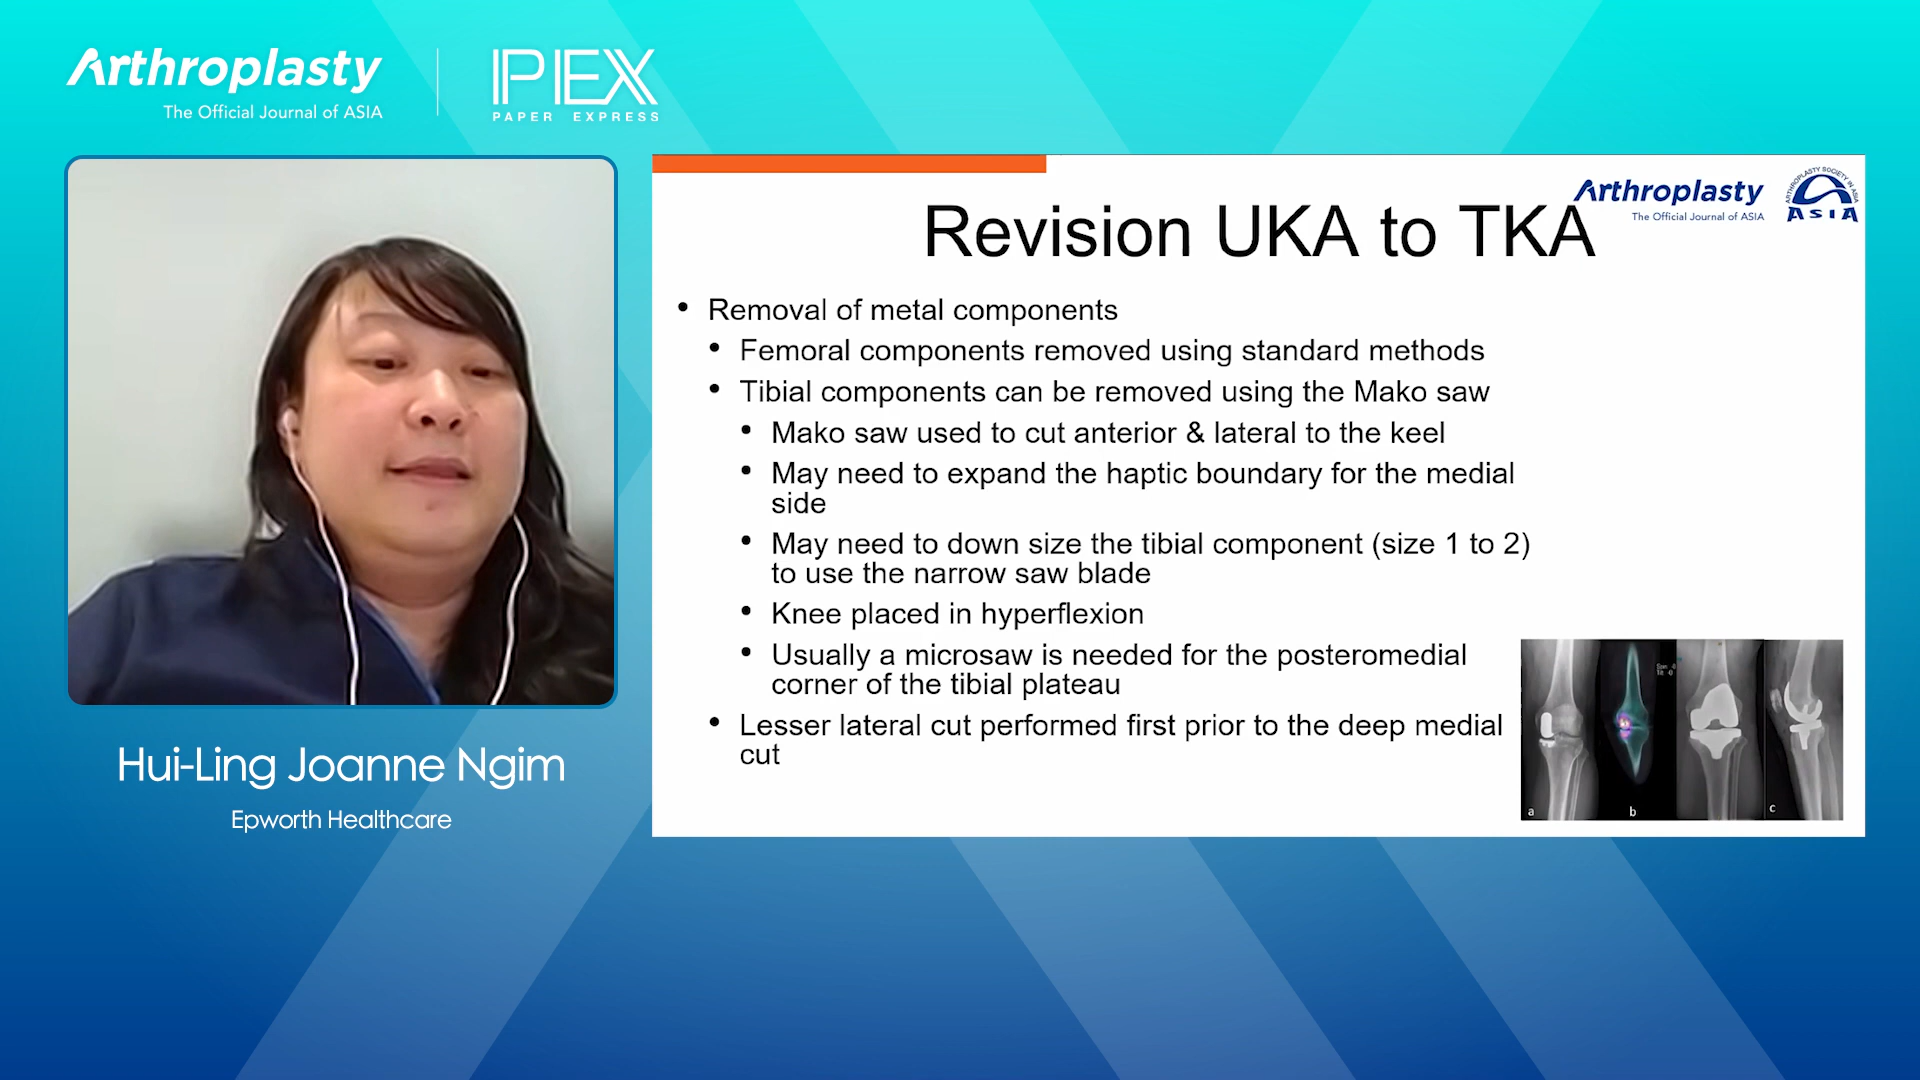 Arthroplasty
The Official Journal of ASIA
IPEX
PAPER EXPRESS
Arthroplasty
The Official Journal of ASIA
ARTHROPLASTY SOCIETY IN ASIA
ASIA
Revision UKA to TKA
• Removal of metal components
• Femoral components removed using standard methods
• Tibial components can be removed using the Mako saw
• Mako saw used to cut anterior & lateral to the keel
• May need to expand the haptic boundary for the medial
side
• May need to down size the tibial component (size 1 to 2)
to use the narrow saw blade
• Knee placed in hyperflexion
• Usually a microsaw is needed for the posteromedial
corner of the tibial plateau
• Lesser lateral cut performed first prior to the deep medial
cut
a
b
c
Hui-Ling Joanne Ngim
Epworth Healthcare